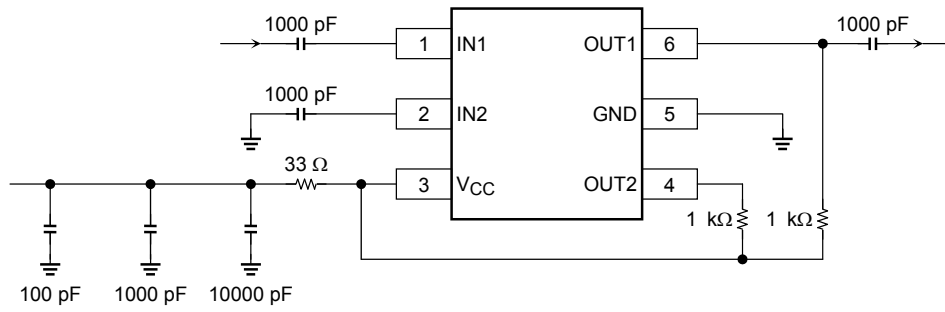 1000 pF
1000 pF
1 IN1 OUT1 6
1000 pF
2 IN2 GND 5
33 Ω
3 VCC OUT2 4
1 kΩ 1 kΩ
100 pF 1000 pF 10000 pF